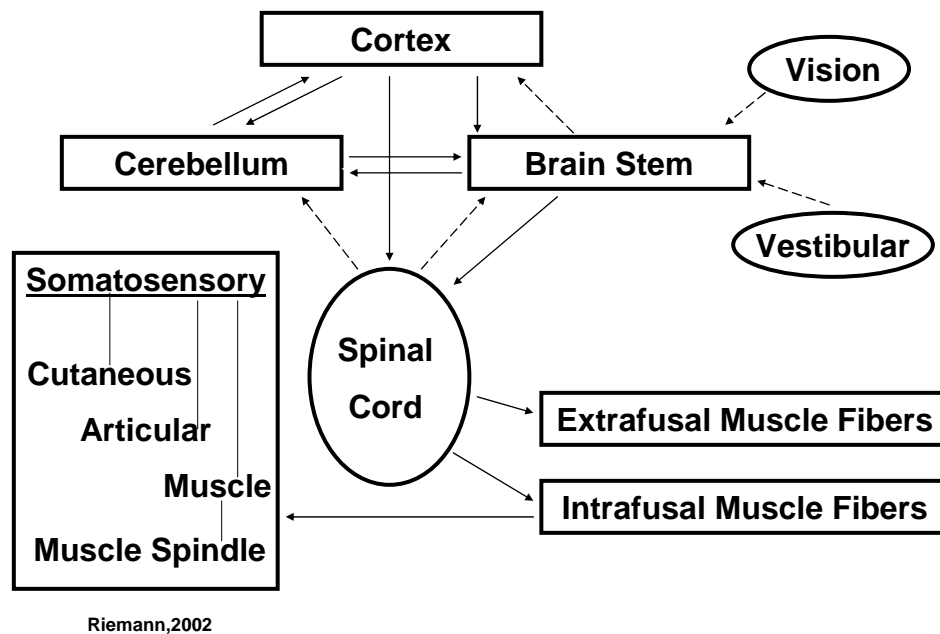 Cortex
Vision
Cerebellum
Brain Stem
Vestibular
Somatosensory
Cutaneous
Articular
Muscle
Muscle Spindle
Spinal
Cord
Extrafusal Muscle Fibers
Intrafusal Muscle Fibers
Riemann,2002